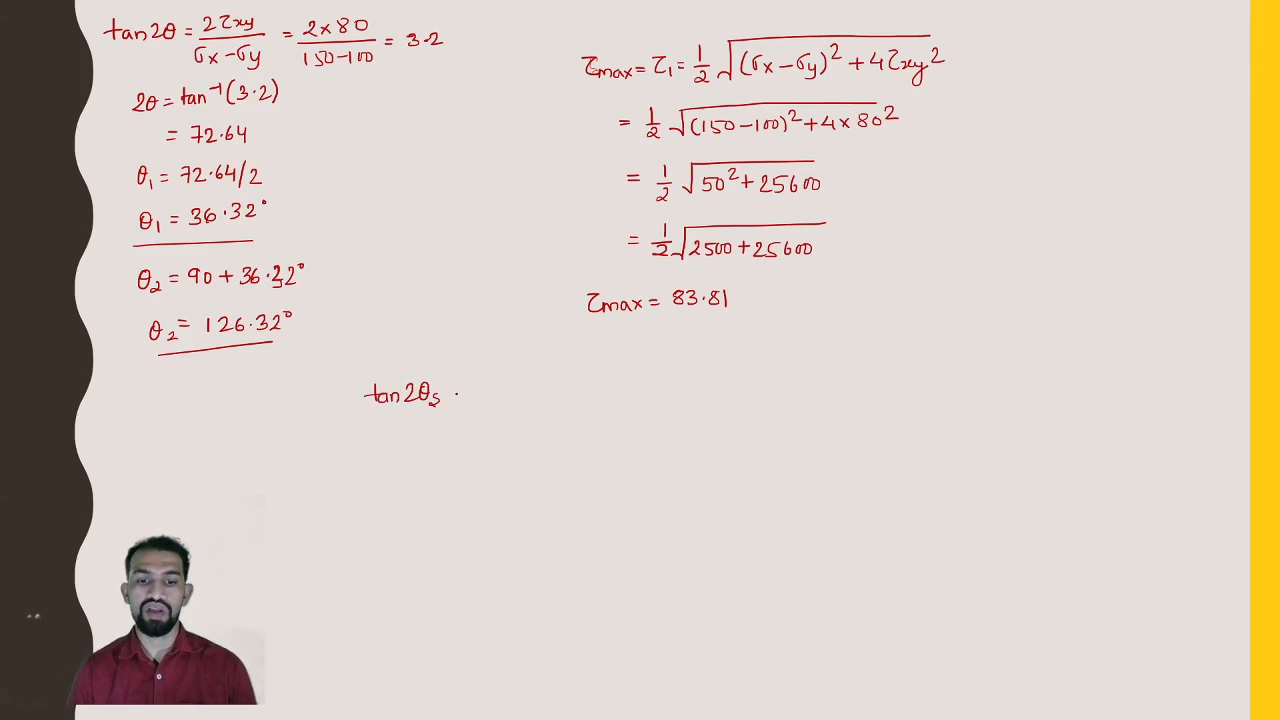 tan2θ = 2τxy / σx − σy = 2 × 80 / 150 − 100 = 3.2
2θ = tan⁻¹(3.2)
= 72.64
θ₁ = 72.64/2
θ₁ = 36.32°
θ₂ = 90 + 36.32°
θ₂ = 126.32°
τmax = τ₁ = 1/2 √(σx − σy)² + 4τxy²
= 1/2 √(150 − 100)² + 4 × 80²
= 1/2 √50² + 25600
= 1/2 √2500 + 25600
τmax = 83.81
tan2θs